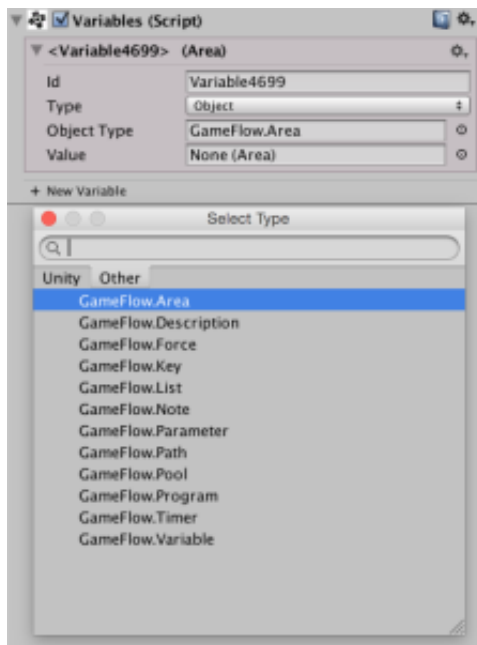 Variables (Script)
<Variable4699> (Area)
Id Variable4699
Type Object
Object Type GameFlow.Area
Value None (Area)
+ New Variable
Select Type
Unity Other
GameFlow.Area
GameFlow.Description
GameFlow.Force
GameFlow.Key
GameFlow.List
GameFlow.Note
GameFlow.Parameter
GameFlow.Path
GameFlow.Pool
GameFlow.Program
GameFlow.Timer
GameFlow.Variable